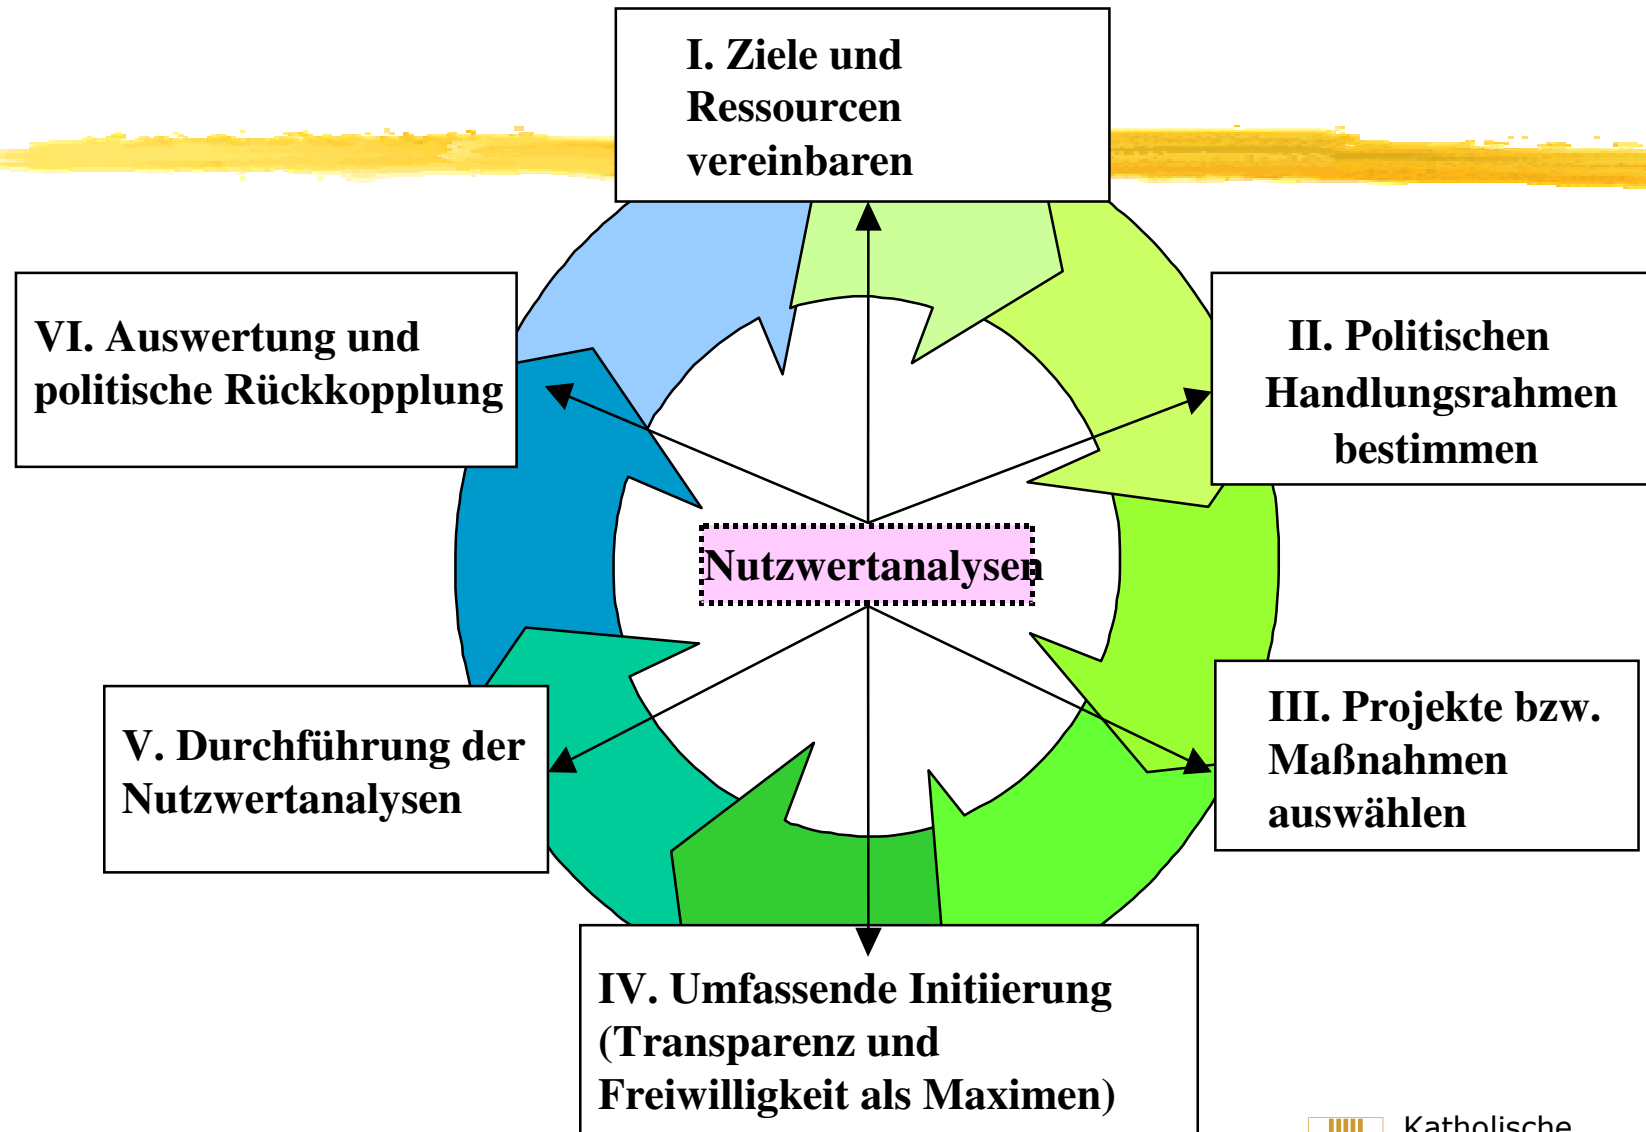 I. Ziele und
Ressourcen
vereinbaren
II. Politischen
Handlungsrahmen
bestimmen
III. Projekte bzw.
Maßnahmen
auswählen
IV. Umfassende Initiierung
(Transparenz und
Freiwilligkeit als Maximen)
V. Durchführung der
Nutzwertanalysen
VI. Auswertung und
politische Rückkopplung
Nutzwertanalysen
Katholische